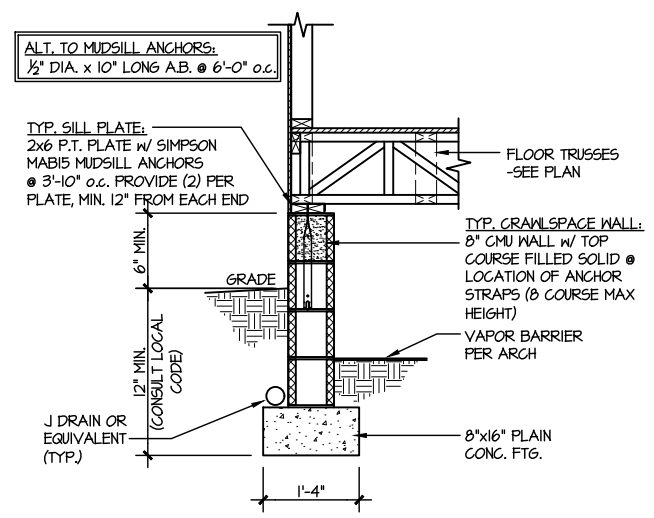 ALT. TO MUDSILL ANCHORS:
½" DIA. x 10" LONG A.B. @ 6'-0" o.c.
TYP. SILL PLATE:
2x6 P.T. PLATE w/ SIMPSON
MAB15 MUDSILL ANCHORS
@ 3'-10" o.c. PROVIDE (2) PER
PLATE, MIN. 12" FROM EACH END
FLOOR TRUSSES
-SEE PLAN
TYP. CRAWLSPACE WALL:
8" CMU WALL w/ TOP
COURSE FILLED SOLID @
LOCATION OF ANCHOR
STRAPS (8 COURSE MAX
HEIGHT)
6" MIN.
GRADE
VAPOR BARRIER
PER ARCH
12" MIN.
(CONSULT LOCAL
CODE)
J DRAIN OR
EQUIVALENT
(TYP.)
8"x16" PLAIN
CONC. FTG.
1'-4"